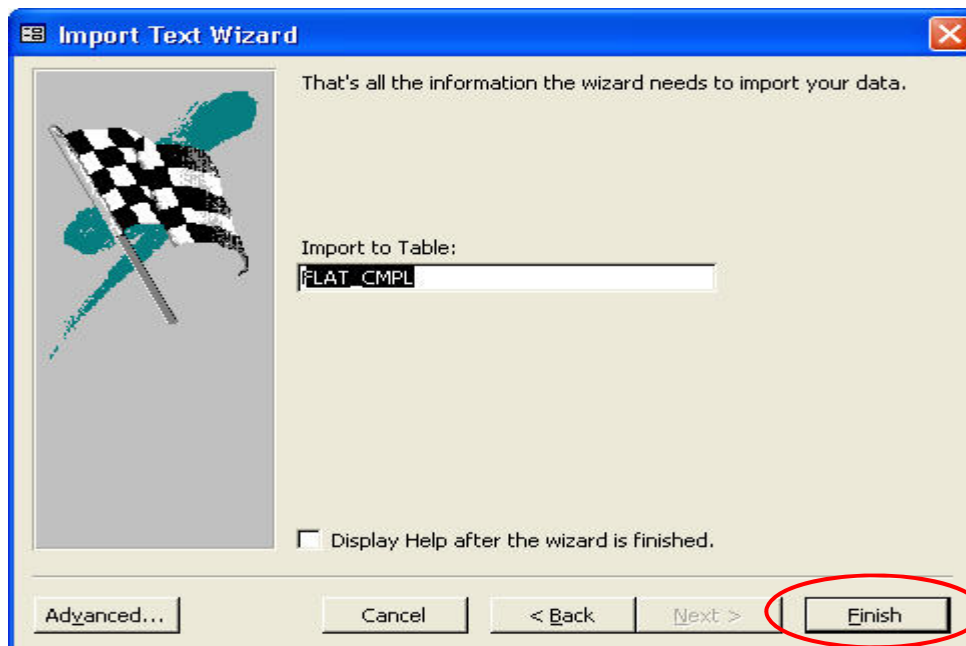 Import Text Wizard
That's all the information the wizard needs to import your data.
Import to Table:
FLAT_CMPL
Display Help after the wizard is finished.
Advanced... Cancel < Back Next > Finish